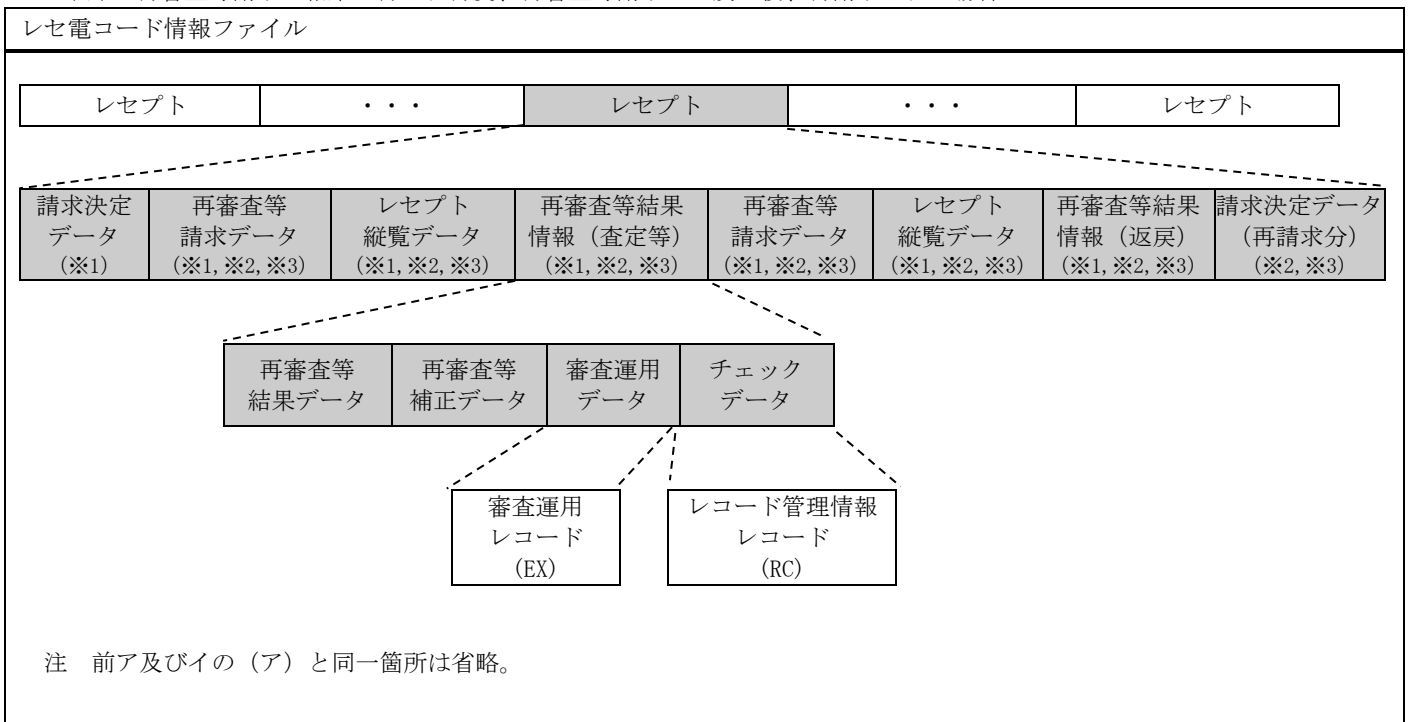 レセ電コード情報ファイル
レセプト ・・・ レセプト ・・・ レセプト
請求決定 再審査等 レセプト 再審査等結果 再審査等 レセプト 再審査等結果 請求決定データ
データ 請求データ 縦覧データ 情報（査定等） 請求データ 縦覧データ 情報（返戻） （再請求分）
(※1) (※1,※2,※3) (※1,※2,※3) (※1,※2,※3) (※1,※2,※3) (※1,※2,※3) (※1,※2,※3) (※2,※3)
再審査等 再審査等 審査運用 チェック
結果データ 補正データ データ データ
審査運用 レコード管理情報
レコード レコード
(EX) (RC)
注　前ア及びイの（ア）と同一箇所は省略。